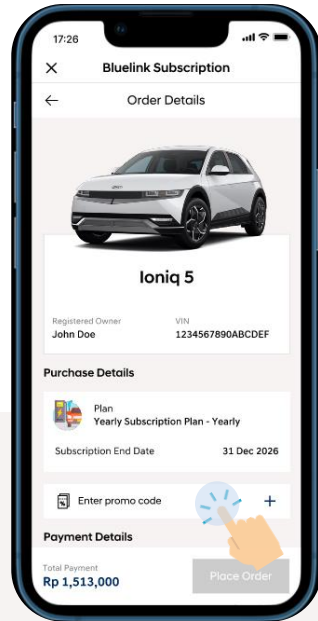 17:26
Bluelink Subscription
Order Details
Ioniq 5
Registered Owner
VIN
John Doe
1234567890ABCDEF
Purchase Details
Plan
Yearly Subscription Plan - Yearly
Subscription End Date
31 Dec 2026
Enter promo code
Payment Details
Total Payment
Rp 1,513,000
Place Order